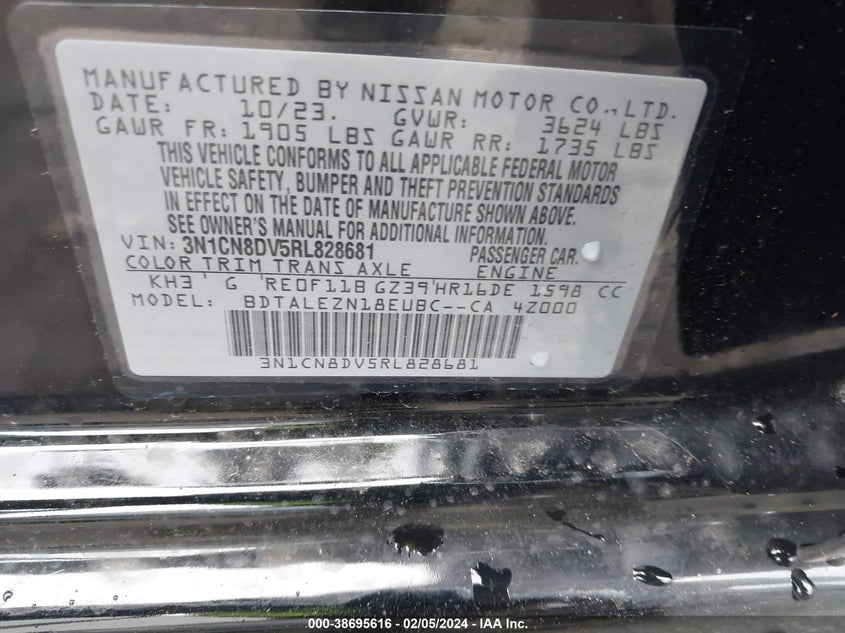 MANUFACTURED BY NISSAN MOTOR CO., LTD.
DATE: 10/23. GVWR: 3624 LBS
GAWR FR: 1905 LBS GAWR RR: 1735 LBS
THIS VEHICLE CONFORMS TO ALL APPLICABLE FEDERAL MOTOR
VEHICLE SAFETY, BUMPER AND THEFT PREVENTION STANDARDS
IN EFFECT ON THE DATE OF MANUFACTURE SHOWN ABOVE.
SEE OWNER'S MANUAL FOR ADDITIONAL INFORMATION.
VIN: 3N1CN8DV5RL828681 PASSENGER CAR.
COLOR TRIM TRANS AXLE ENGINE
KH3 ' G 'RE0F11B GZ39'HR16DE 1598 CC
MODEL: BDTALEZN18EUBC--CA 4Z000
3N1CN8DV5RL828681
000-38695616 - 02/05/2024 - IAA Inc.